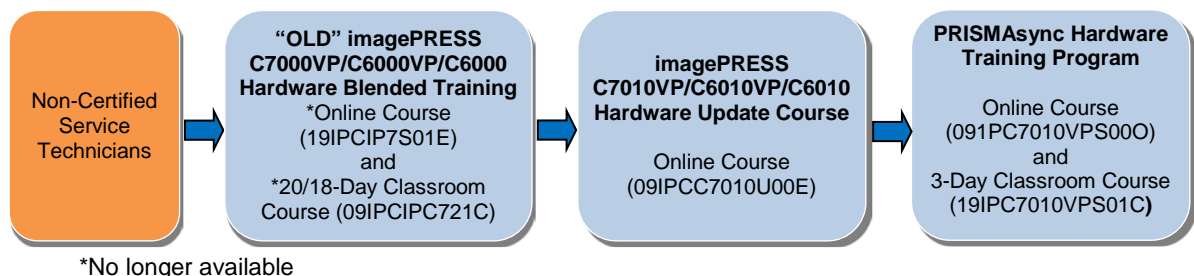 Non-Certified
Service
Technicians
“OLD” imagePRESS
C7000VP/C6000VP/C6000
Hardware Blended Training
*Online Course
(19IPCIP7S01E)
and
*20/18-Day Classroom
Course (09IPCIPC721C)
imagePRESS
C7010VP/C6010VP/C6010
Hardware Update Course
Online Course
(09IPCC7010U00E)
PRISMAsync Hardware
Training Program
Online Course
(091PC7010VPS00O)
and
3-Day Classroom Course
(19IPC7010VPS01C)
*No longer available